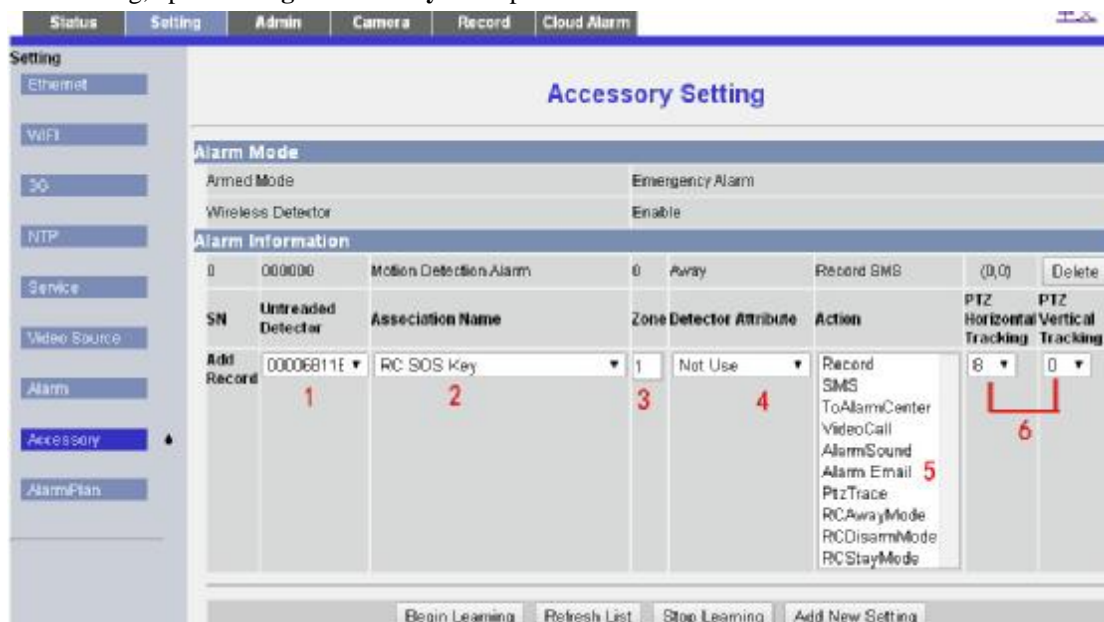 Status Setting Admin Camera Record Cloud Alarm 中文
Setting
Ethernet
WIFI
3G
NTP
Service
Video Source
Alarm
Accessory
AlarmPlan
Accessory Setting
Alarm Mode
Armed Mode Emergency Alarm
Wireless Detector Enable
Alarm Information
0 000000 Motion Detection Alarm 0 Away Record SMS (0,0) Delete
SN Untreaded Detector Association Name Zone Detector Attribute Action PTZ Horizontal Tracking PTZ Vertical Tracking
Add Record 00006811E RC SOS Key 1 Not Use Record 8 0
SMS
ToAlarmCenter
VideoCall
AlarmSound
Alarm Email
PtzTrace
RCAwayMode
RCDisarmMode
RCStayMode
1 2 3 4 5 6
Begin Learning Refresh List Stop Learning Add New Setting